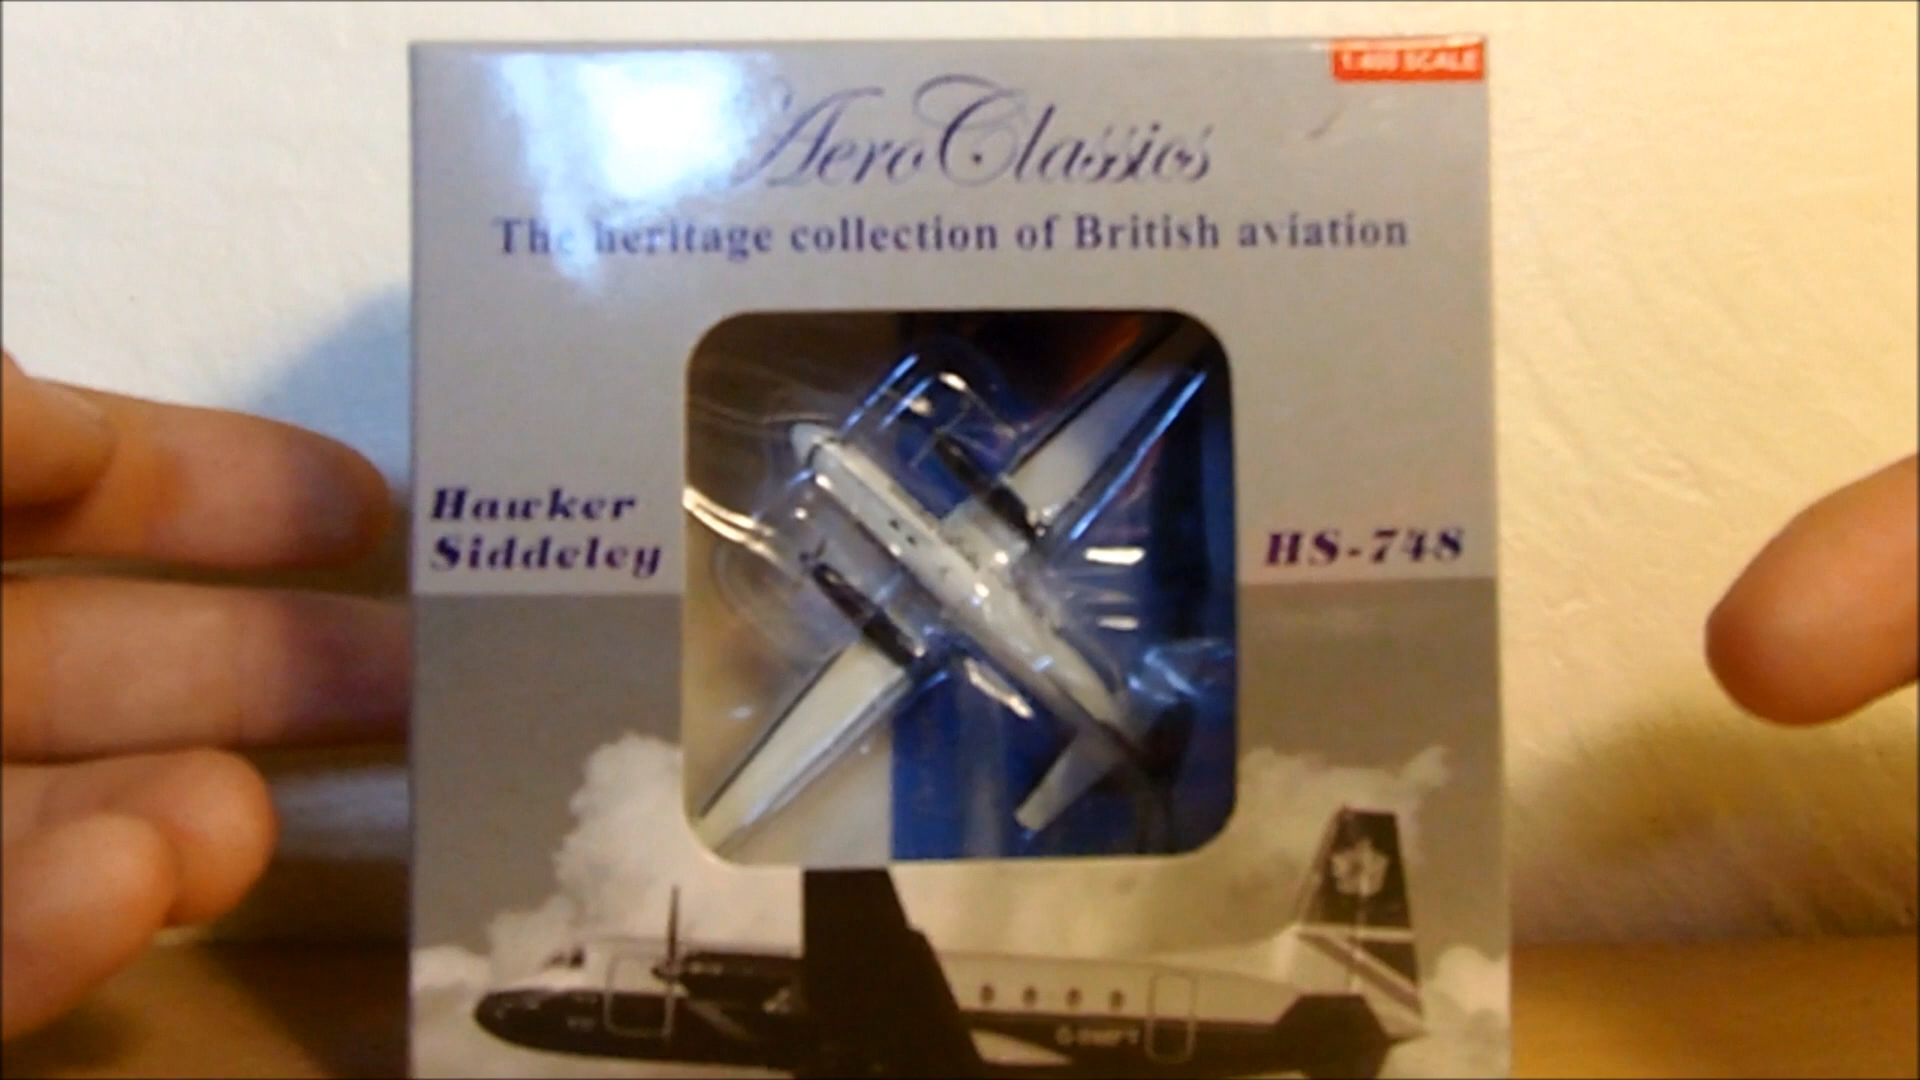 1:400 SCALE
AeroClassics
The heritage collection of British aviation
Hawker
Siddeley
HS-748